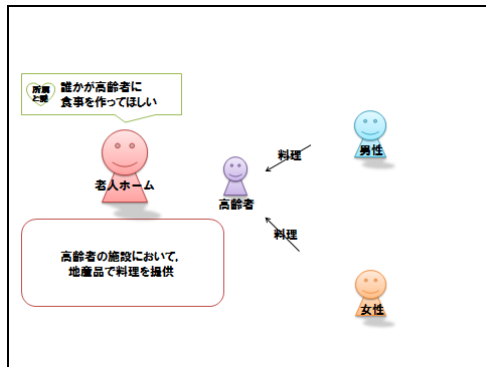 所属
と愛
誰かが高齢者に
食事を作ってほしい
老人ホーム
高齢者
料理
料理
男性
女性
高齢者の施設において,
地産品で料理を提供